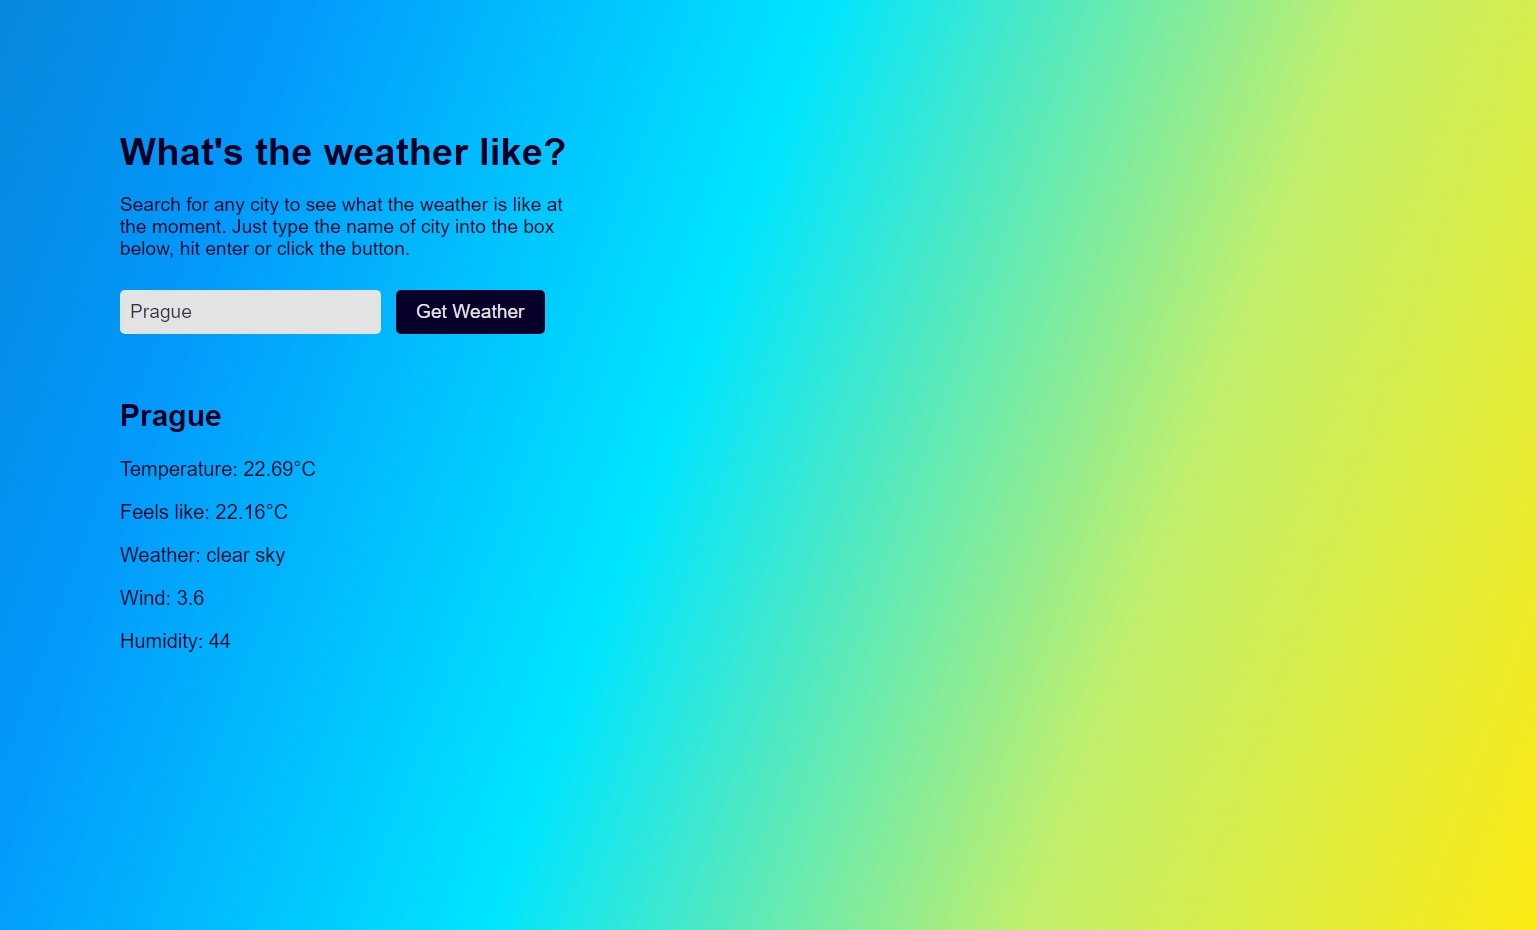 What's the weather like?
Search for any city to see what the weather is like at
the moment. Just type the name of city into the box
below, hit enter or click the button.
Prague
Get Weather
Prague
Temperature: 22.69°C
Feels like: 22.16°C
Weather: clear sky
Wind: 3.6
Humidity: 44